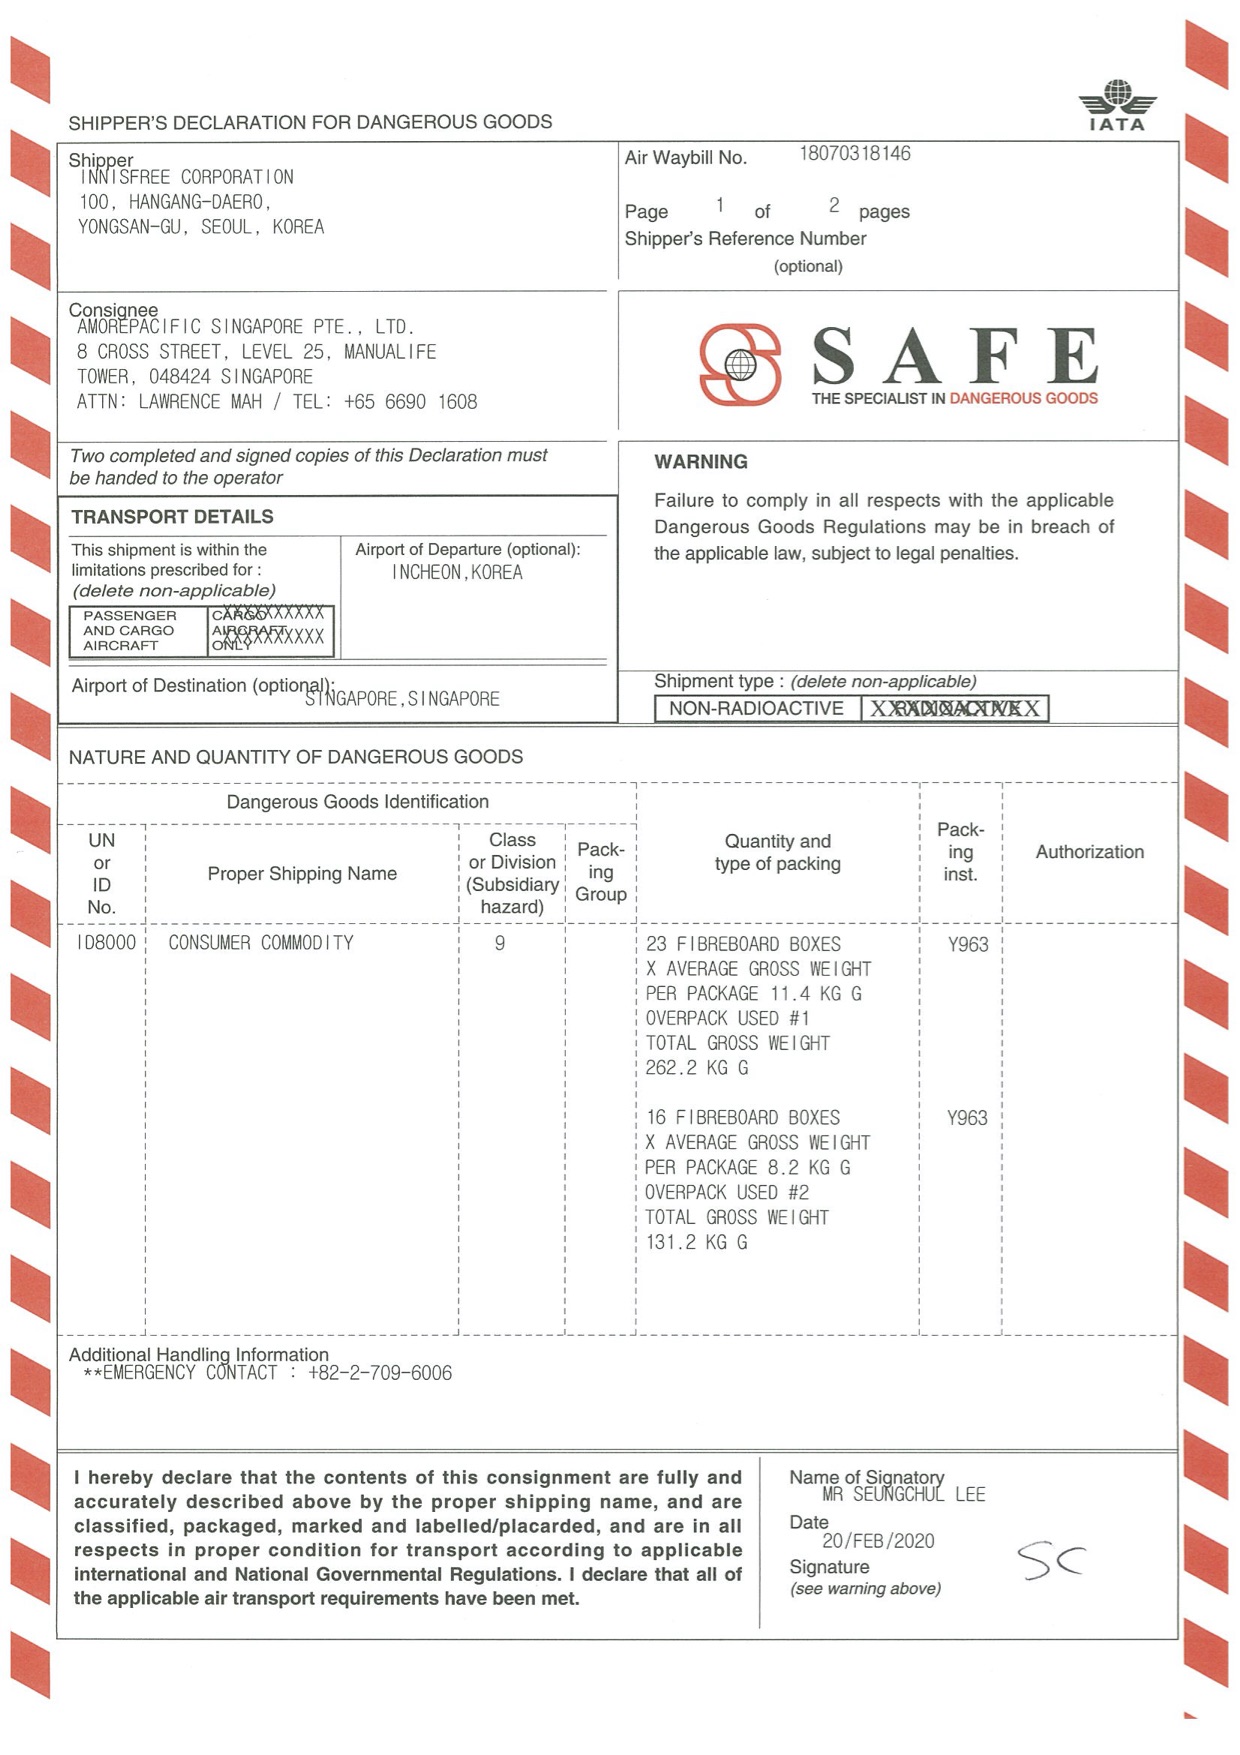 IATA
SHIPPER'S DECLARATION FOR DANGEROUS GOODS
Shipper
INNISFREE CORPORATION
100, HANGANG-DAERO,
YONGSAN-GU, SEOUL, KOREA
Air Waybill No. 18070318146
Page 1 of 2 pages
Shipper's Reference Number
(optional)
Consignee
AMOREPACIFIC SINGAPORE PTE., LTD.
8 CROSS STREET, LEVEL 25, MANUALIFE
TOWER, 048424 SINGAPORE
ATTN: LAWRENCE MAH / TEL: +65 6690 1608
SAFE
THE SPECIALIST IN DANGEROUS GOODS
Two completed and signed copies of this Declaration must
be handed to the operator
WARNING
Failure to comply in all respects with the applicable
Dangerous Goods Regulations may be in breach of
the applicable law, subject to legal penalties.
TRANSPORT DETAILS
This shipment is within the
limitations prescribed for :
(delete non-applicable)
PASSENGER
AND CARGO
AIRCRAFT
CARGO XXXXXXXXXX
AIRCRAFT XXXXXXXXXX
ONLY
Airport of Departure (optional):
INCHEON,KOREA
Airport of Destination (optional):
SINGAPORE,SINGAPORE
Shipment type : (delete non-applicable)
NON-RADIOACTIVE
RADIOACTIVE
NATURE AND QUANTITY OF DANGEROUS GOODS
Dangerous Goods Identification
UN
or
ID
No.
Proper Shipping Name
Class
or Division
(Subsidiary
hazard)
Pack-
ing
Group
Quantity and
type of packing
Pack-
ing
inst.
Authorization
ID8000 CONSUMER COMMODITY 9 23 FIBREBOARD BOXES Y963
X AVERAGE GROSS WEIGHT
PER PACKAGE 11.4 KG G
OVERPACK USED #1
TOTAL GROSS WEIGHT
262.2 KG G
16 FIBREBOARD BOXES Y963
X AVERAGE GROSS WEIGHT
PER PACKAGE 8.2 KG G
OVERPACK USED #2
TOTAL GROSS WEIGHT
131.2 KG G
Additional Handling Information
**EMERGENCY CONTACT : +82-2-709-6006
I hereby declare that the contents of this consignment are fully and
accurately described above by the proper shipping name, and are
classified, packaged, marked and labelled/placarded, and are in all
respects in proper condition for transport according to applicable
international and National Governmental Regulations. I declare that all of
the applicable air transport requirements have been met.
Name of Signatory
MR SEUNGCHUL LEE
Date
20/FEB/2020
Signature
(see warning above)
SC